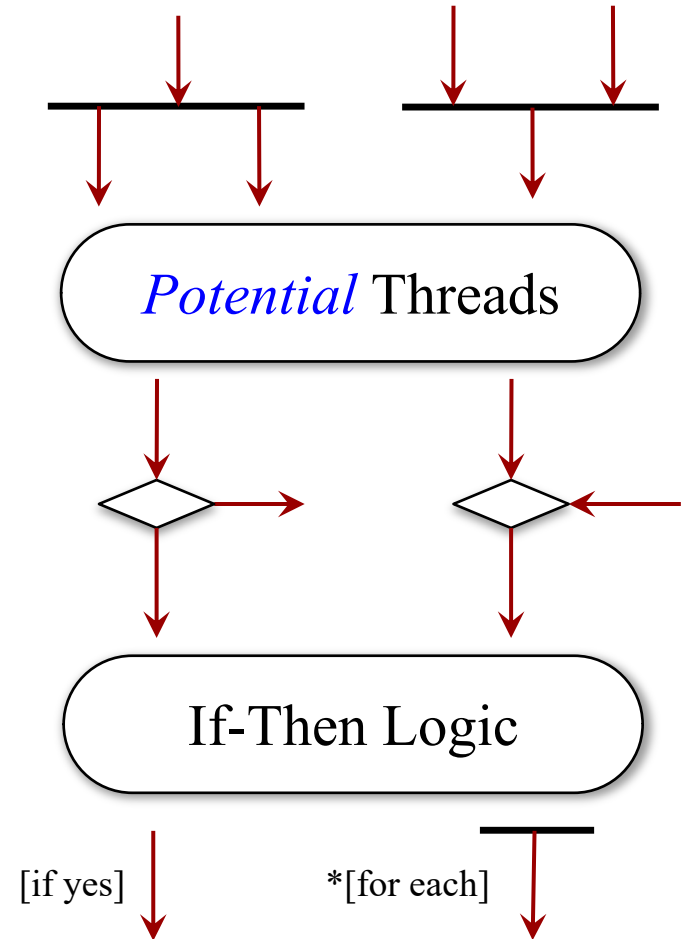 Potential Threads
If-Then Logic
[if yes] *[for each]